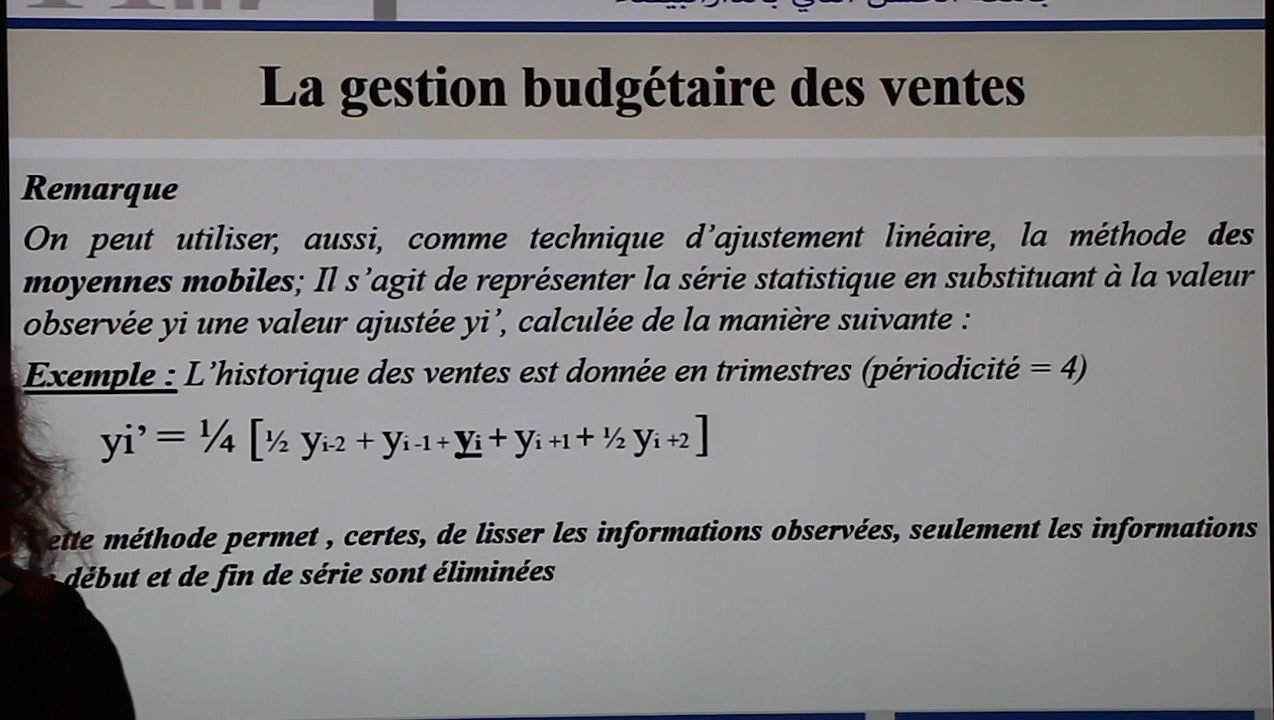 La gestion budgétaire des ventes
Remarque
On peut utiliser, aussi, comme technique d'ajustement linéaire, la méthode des
moyennes mobiles; Il s'agit de représenter la série statistique en substituant à la valeur
observée yi une valeur ajustée yi', calculée de la manière suivante :
Exemple : L'historique des ventes est donnée en trimestres (périodicité = 4)
yi' = ¼ [½ yi-2 + yi -1 + yi + yi +1 + ½ yi +2 ]
ette méthode permet , certes, de lisser les informations observées, seulement les informations
début et de fin de série sont éliminées